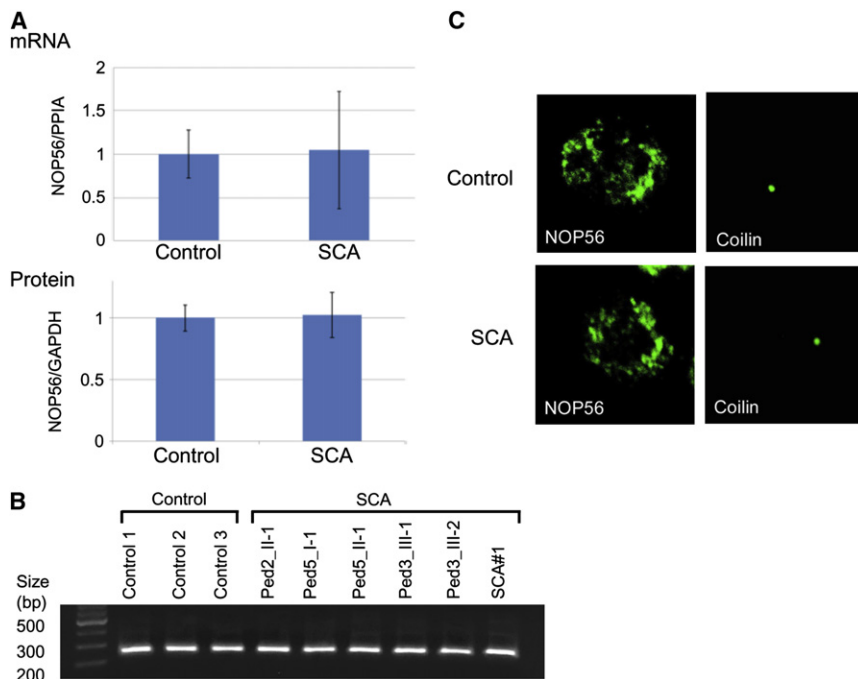 A
mRNA
NOP56/PPIA
2
1.5
1
0.5
0
Control
SCA
Protein
NOP56/GAPDH
1
0.5
0
Control
SCA
C
Control
NOP56
Coilin
SCA
NOP56
Coilin
B
Control
SCA
Control 1
Control 2
Control 3
Ped2_II-1
Ped5_I-1
Ped5_II-1
Ped3_III-1
Ped3_III-2
SCA#1
Size
(bp)
500
300
200